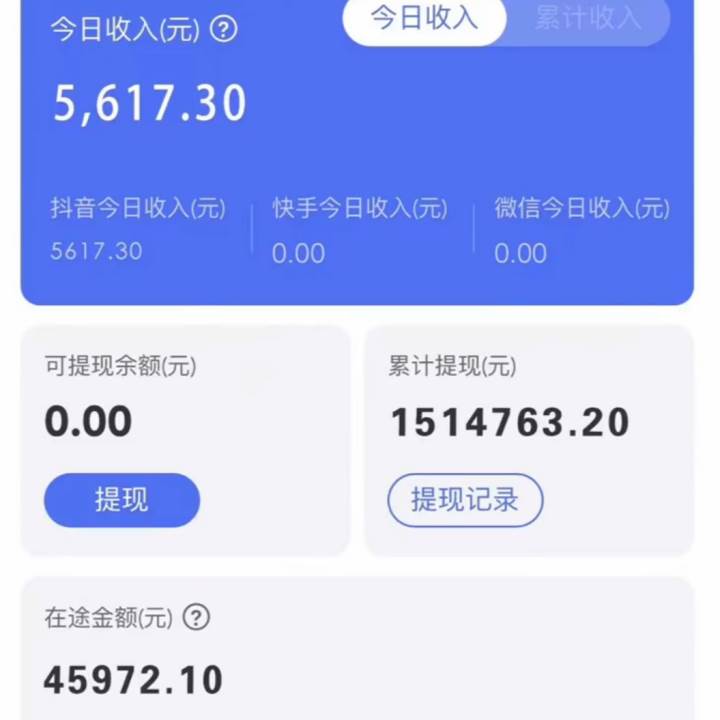 今日收入(元) ?
今日收入 累计收入
5,617.30
抖音今日收入(元) 快手今日收入(元) 微信今日收入(元)
5617.30 0.00 0.00
可提现余额(元) 累计提现(元)
0.00 1514763.20
提现 提现记录
在途金额(元) ?
45972.10